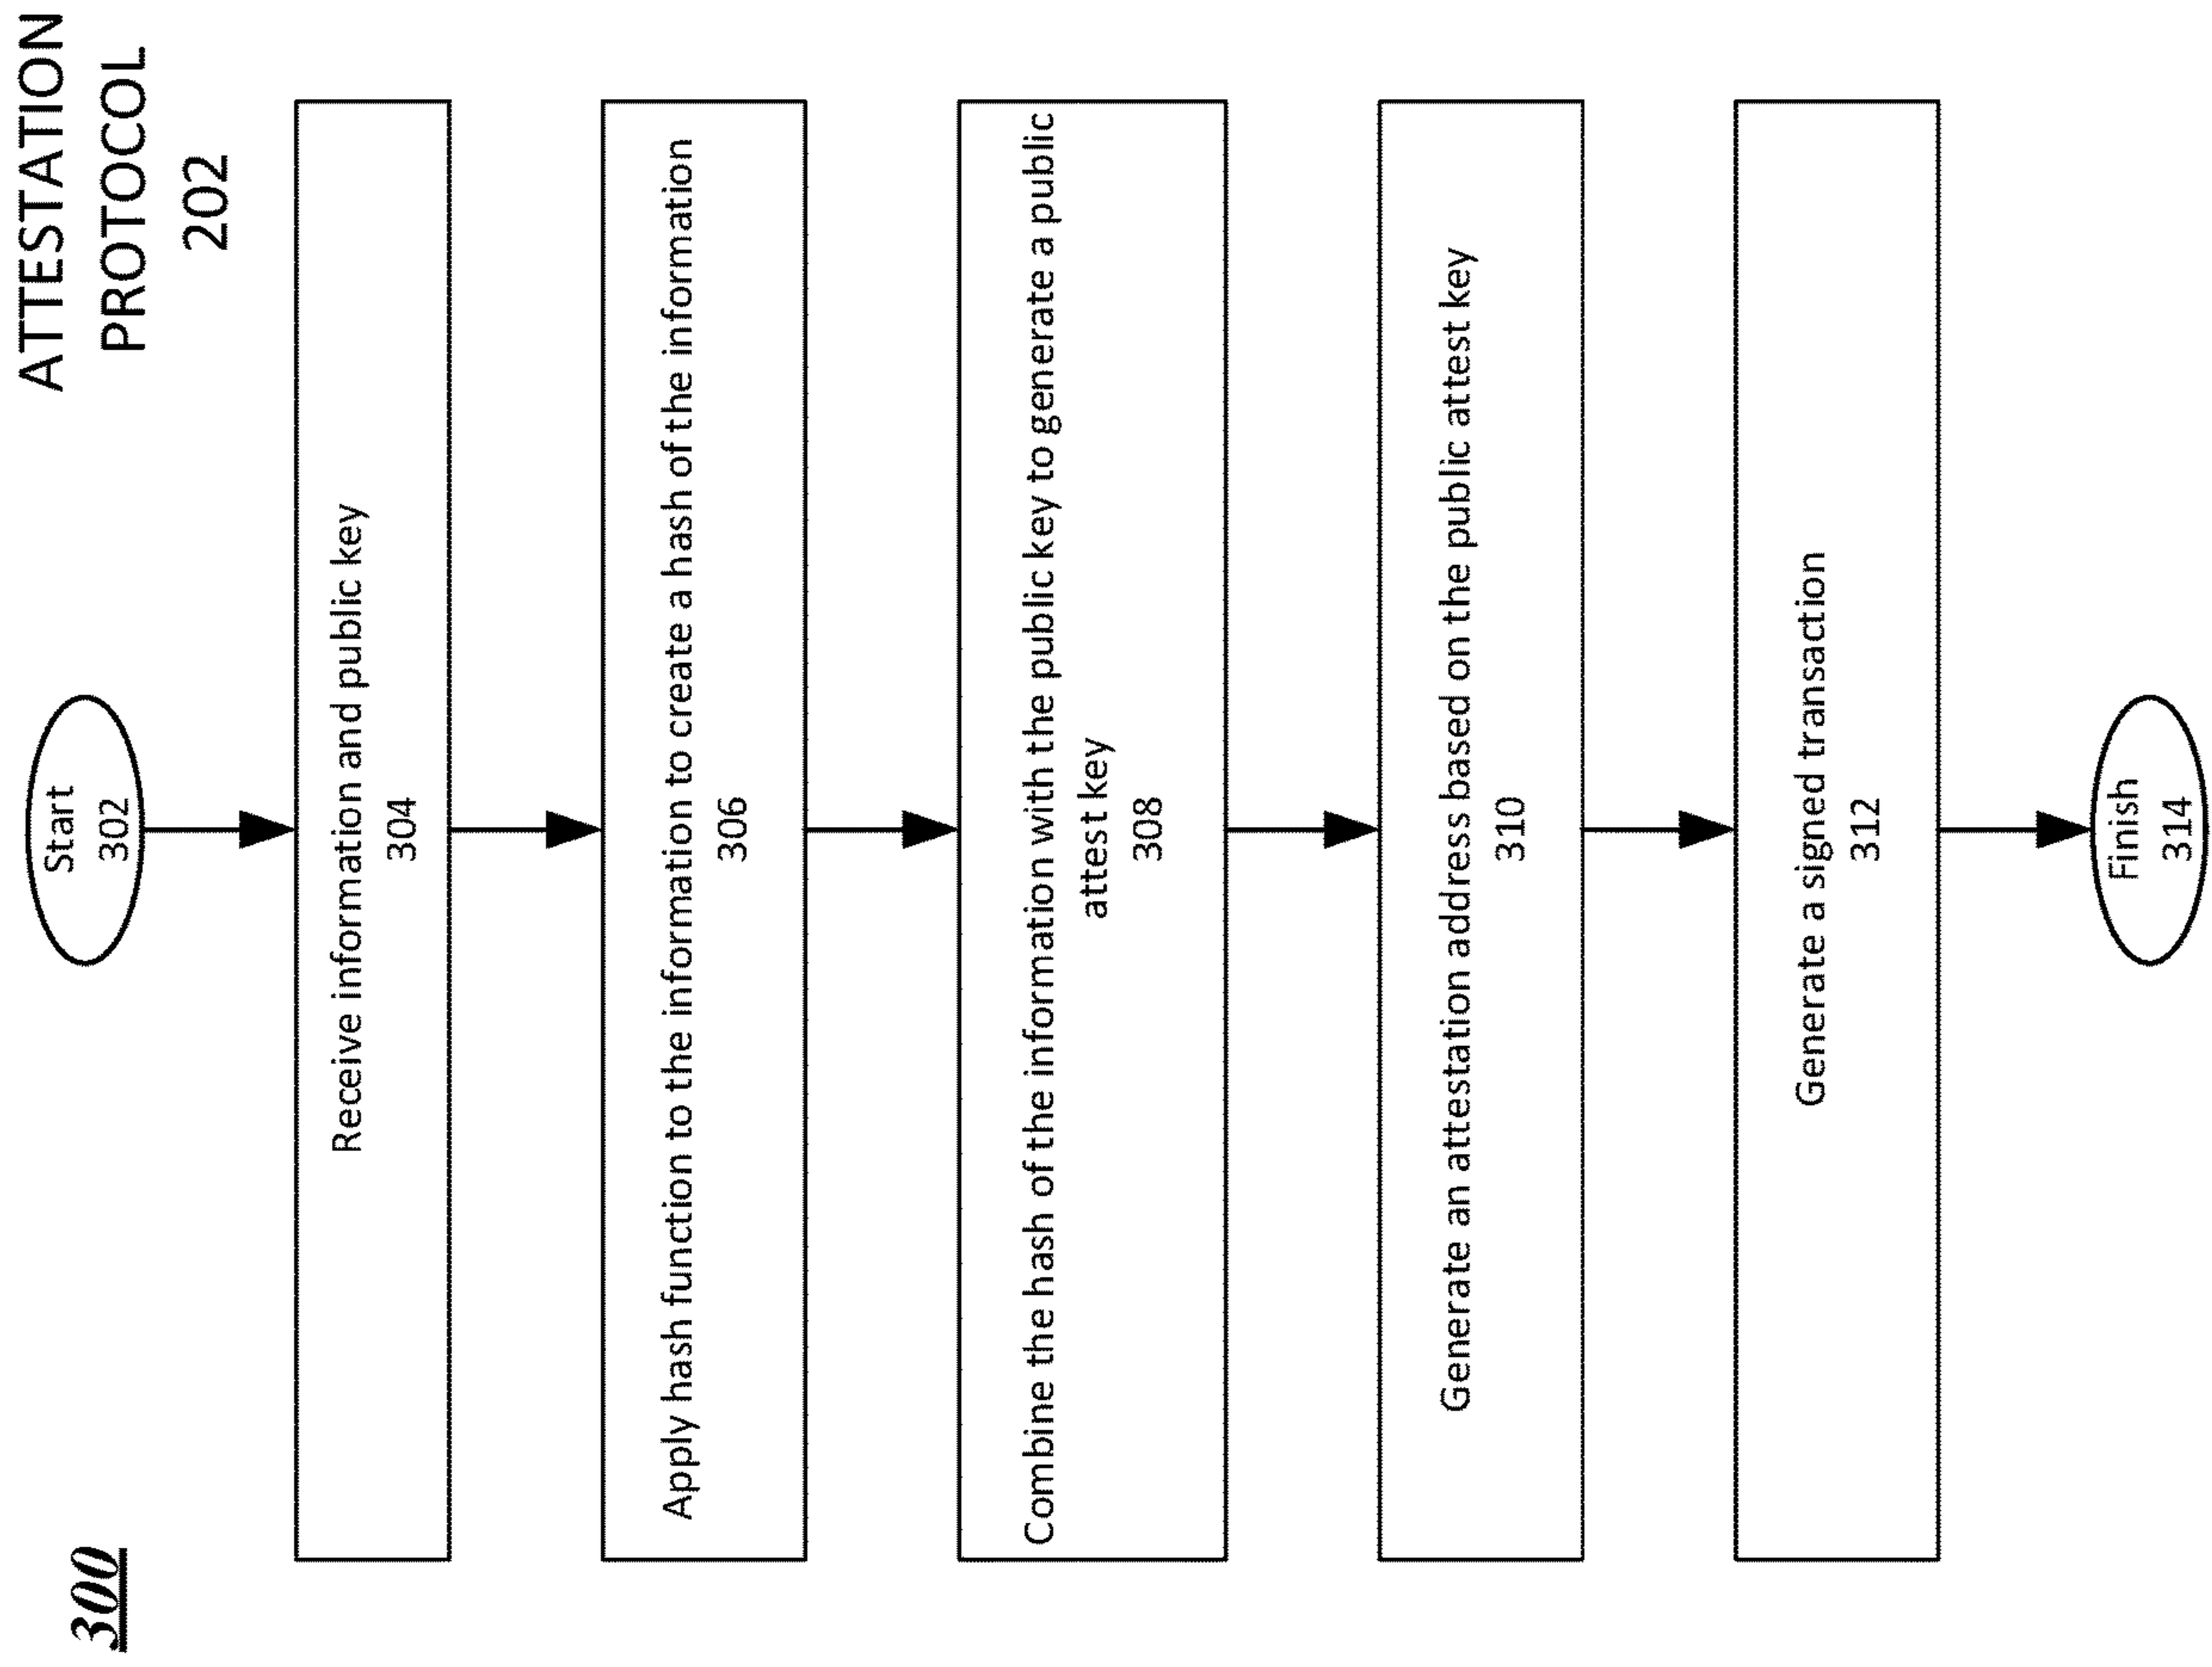 300
ATTESTATION
PROTOCOL
202
Start
302
Receive information and public key
304
Apply hash function to the information to create a hash of the information
306
Combine the hash of the information with the public key to generate a public
attest key
308
Generate an attestation address based on the public attest key
310
Generate a signed transaction
312
Finish
314